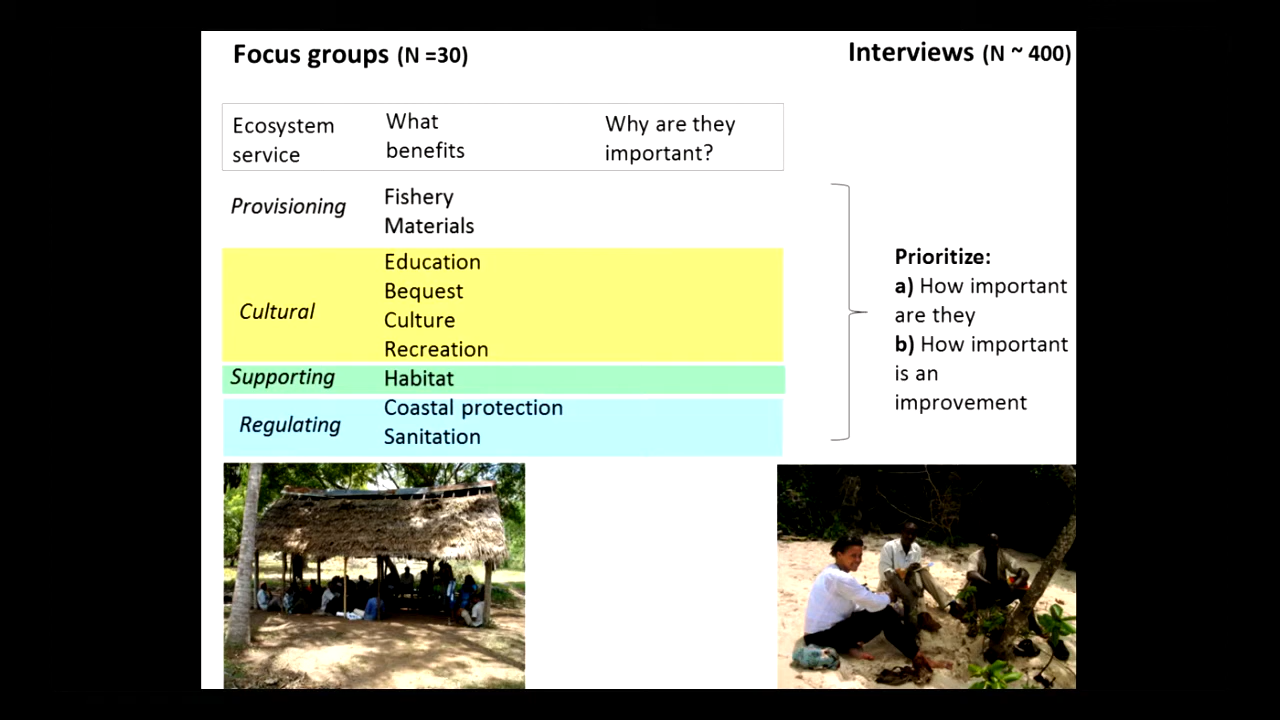 Focus groups (N =30)
Interviews (N ~ 400)
Ecosystem
service
What
benefits
Why are they
important?
Provisioning
Fishery
Materials
Cultural
Education
Bequest
Culture
Recreation
Supporting
Habitat
Regulating
Coastal protection
Sanitation
Prioritize:
a) How important
are they
b) How important
is an
improvement